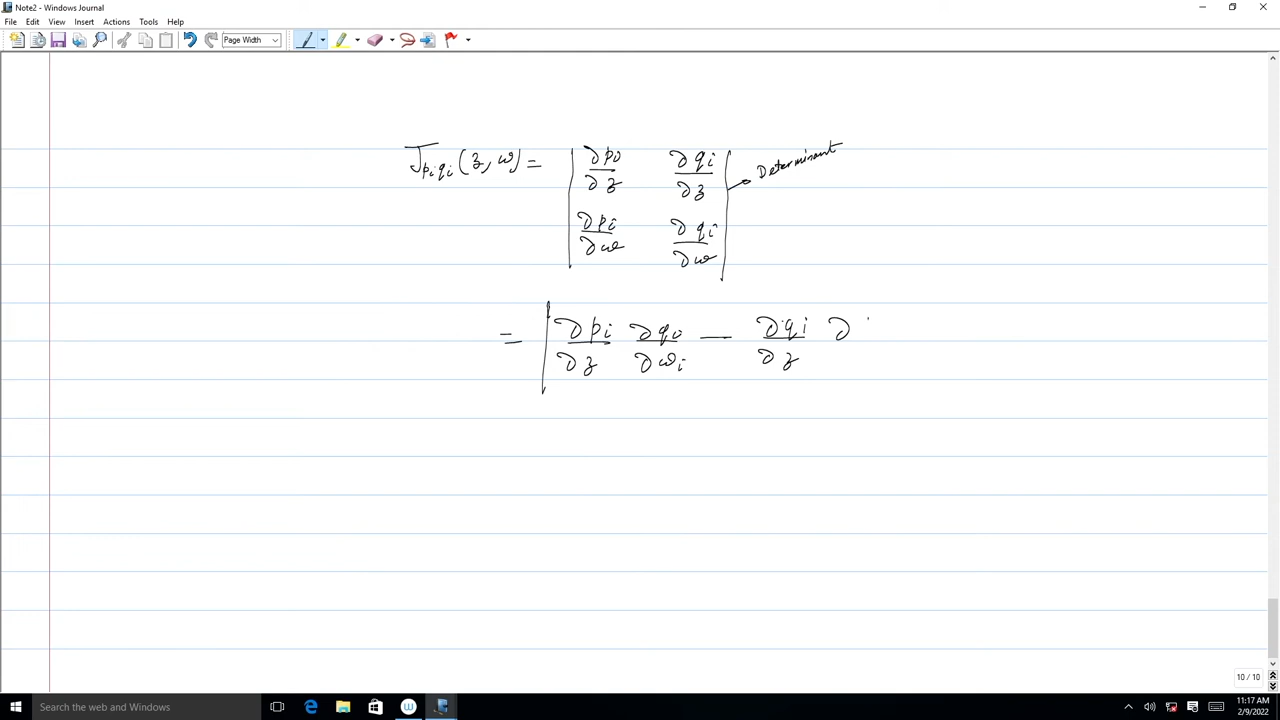 Note2 - Windows Journal
File Edit View Insert Actions Tools Help
Page Width
J_{p_i q_i}(z, ω) = | ∂p_i/∂z ∂q_i/∂z | → Determinant
| ∂p_i/∂ω ∂q_i/∂ω |
= | ∂p_i/∂z ∂q_i/∂ω_i — ∂q_i/∂z ∂
10 / 10
Search the web and Windows
11:17 AM
2/9/2022